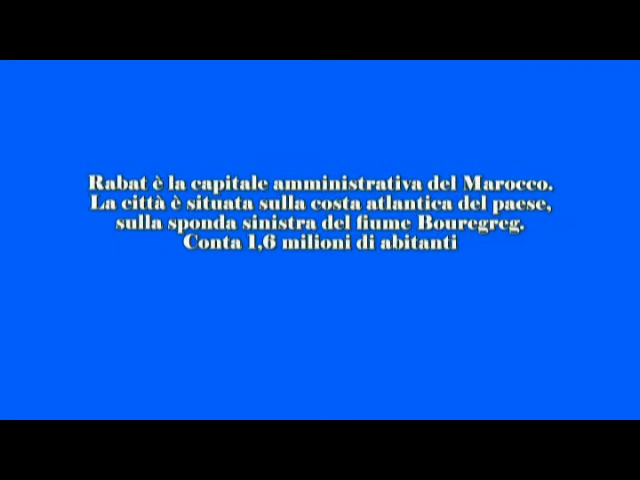 Rabat è la capitale amministrativa del Marocco.
La città è situata sulla costa atlantica del paese,
sulla sponda sinistra del fiume Bouregreg.
Conta 1,6 milioni di abitanti